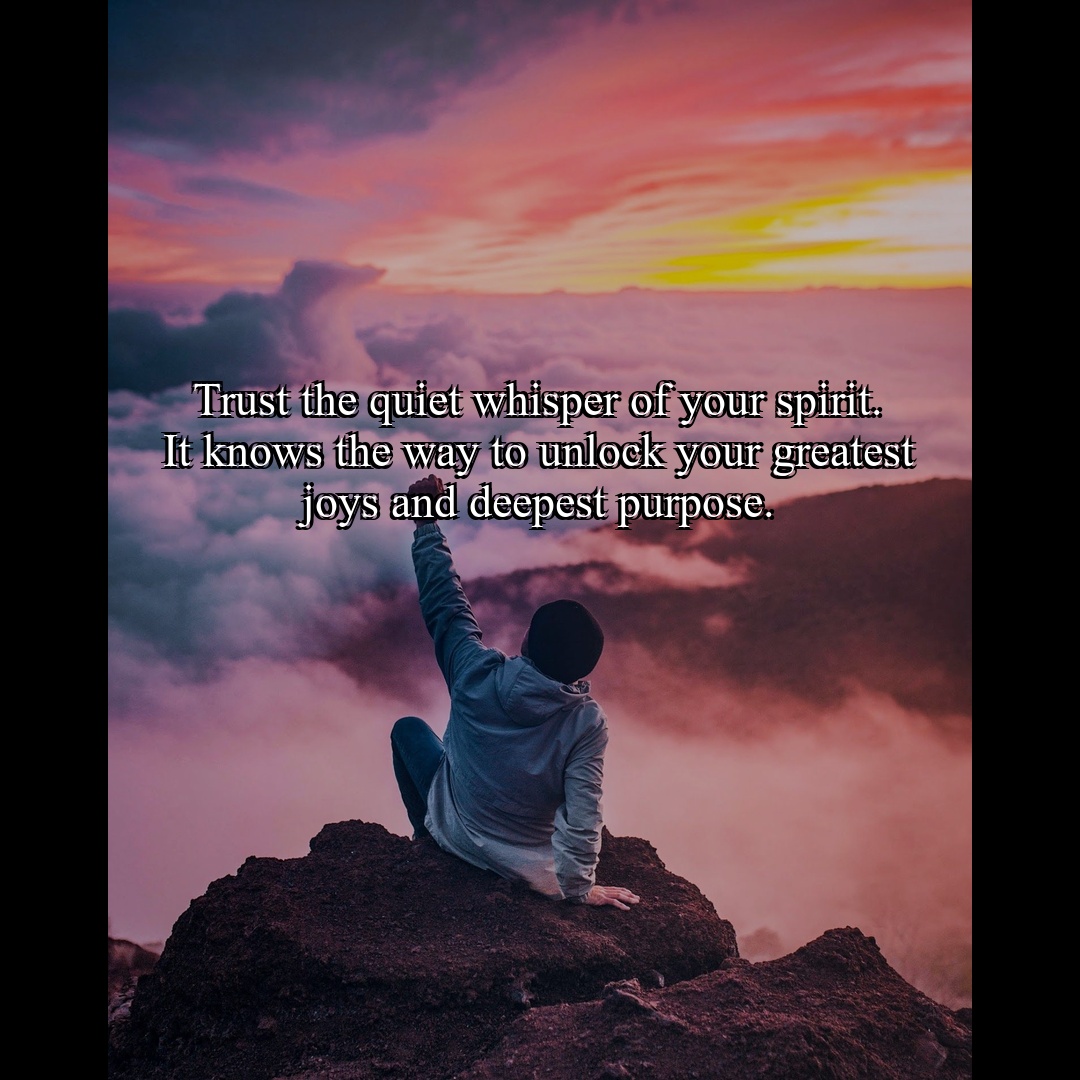 Trust the quiet whisper of your spirit.
It knows the way to unlock your greatest
joys and deepest purpose.